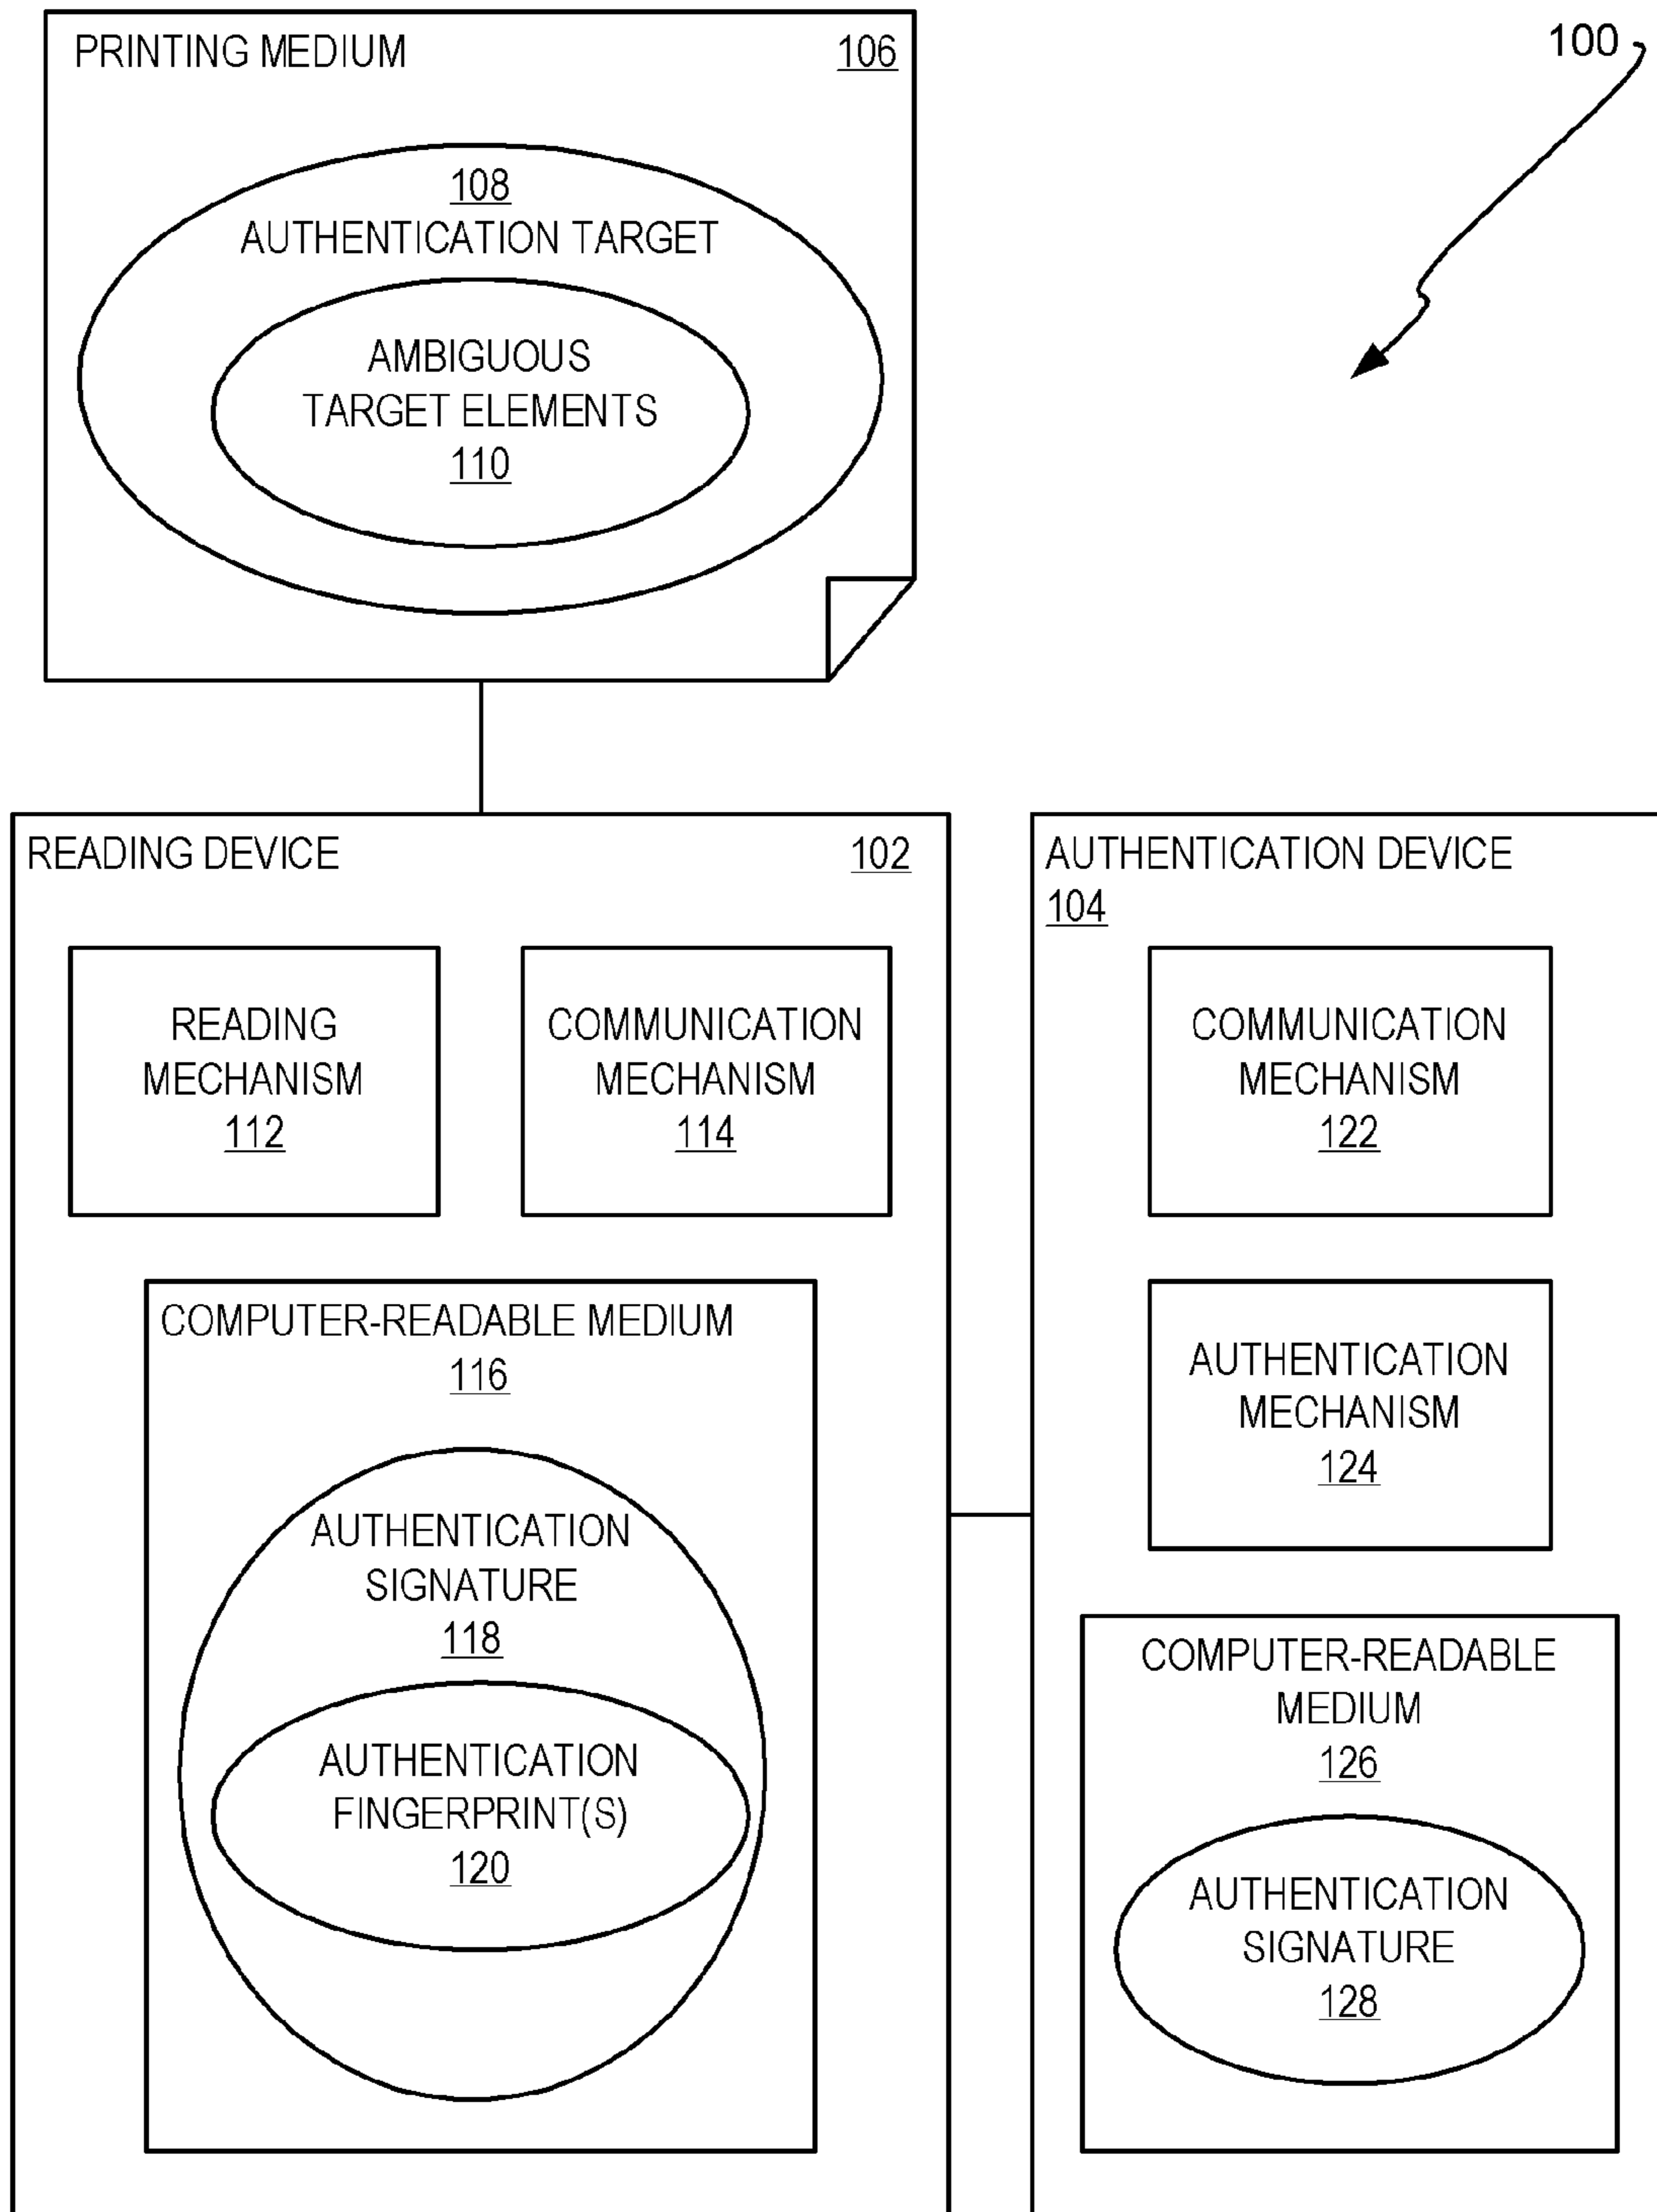 PRINTING MEDIUM 106
100
108
AUTHENTICATION TARGET
AMBIGUOUS
TARGET ELEMENTS
110
READING DEVICE 102
READING
MECHANISM
112
COMMUNICATION
MECHANISM
114
COMPUTER-READABLE MEDIUM
116
AUTHENTICATION
SIGNATURE
118
AUTHENTICATION
FINGERPRINT(S)
120
AUTHENTICATION DEVICE
104
COMMUNICATION
MECHANISM
122
AUTHENTICATION
MECHANISM
124
COMPUTER-READABLE
MEDIUM
126
AUTHENTICATION
SIGNATURE
128